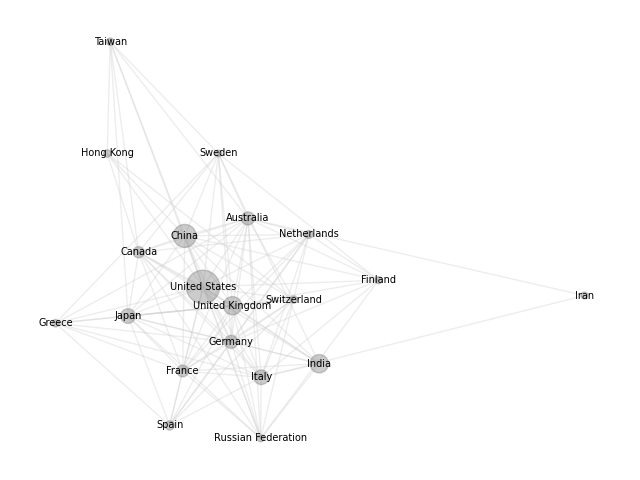 Taiwan
Hong Kong
Sweden
Australia
China
Netherlands
Canada
Finland
United States
Switzerland
Iran
United Kingdom
Japan
Greece
Germany
India
France
Italy
Spain
Russian Federation